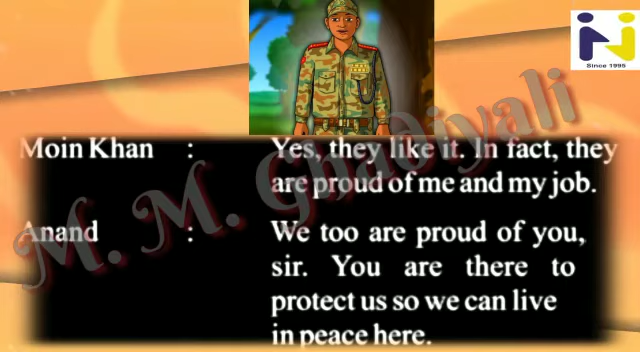 Since 1995
Moin Khan : Yes, they like it. In fact, they
are proud of me and my job.
Anand : We too are proud of you,
sir. You are there to
protect us so we can live
in peace here.
M. M. Ghadiyali